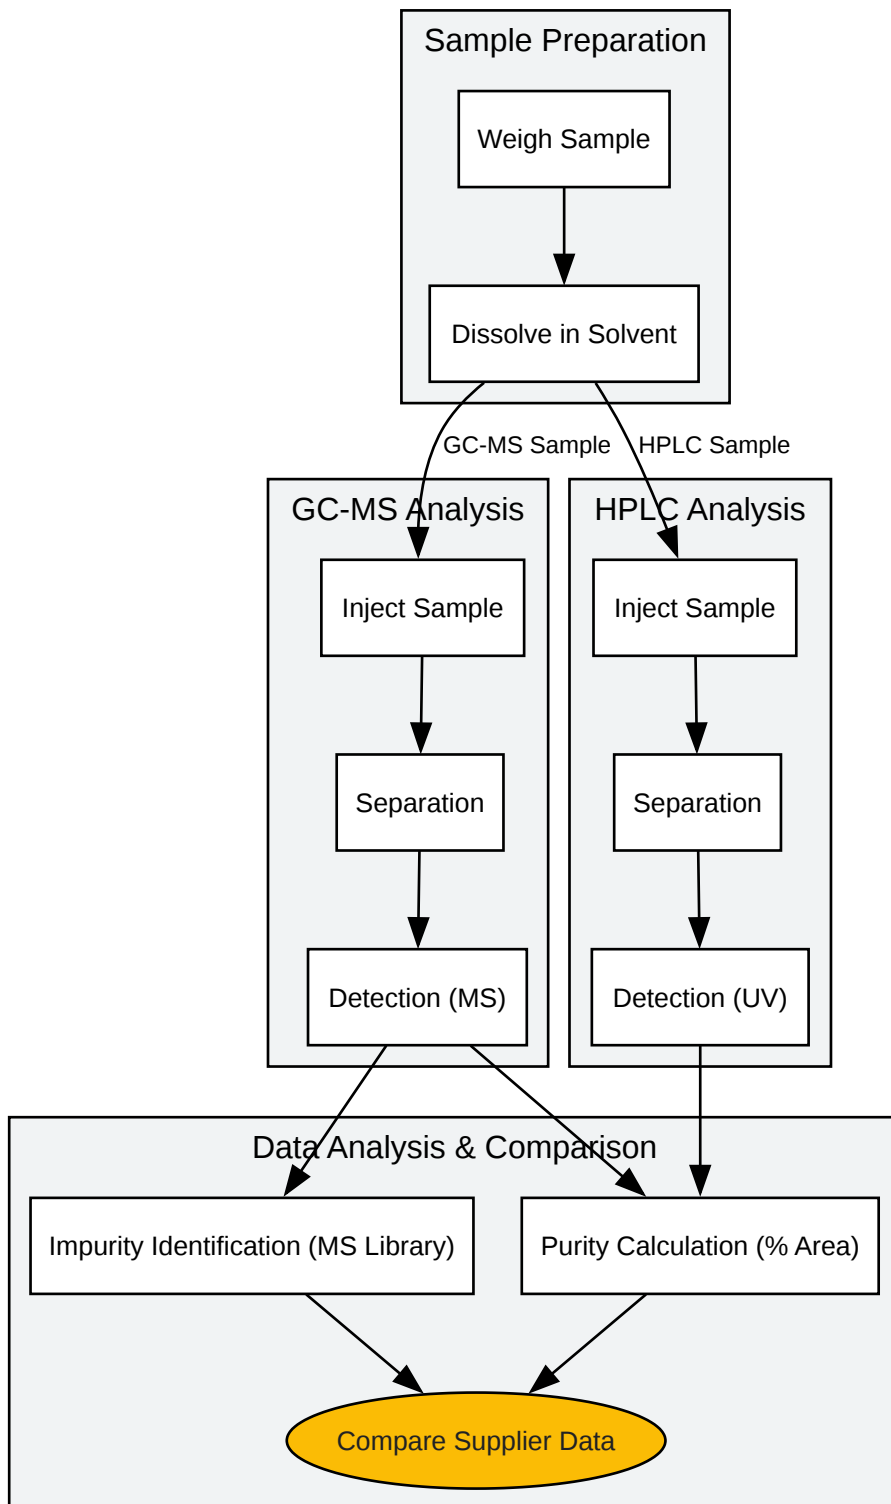 Sample Preparation
Weigh Sample
Dissolve in Solvent
GC-MS Sample
HPLC Sample
GC-MS Analysis
HPLC Analysis
Inject Sample
Inject Sample
Separation
Separation
Detection (MS)
Detection (UV)
Data Analysis & Comparison
Impurity Identification (MS Library)
Purity Calculation (% Area)
Compare Supplier Data